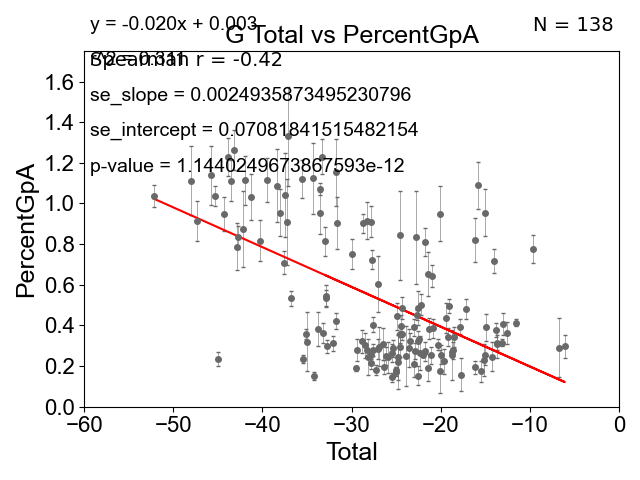 y = -0.020x + 0.003
G Total vs PercentGpA
N = 138
Spearman r = -0.42
se_slope = 0.0024935873495230796
se_intercept = 0.07081841515482154
p-value = 1.1440249673867593e-12
PercentGpA
1.6
1.4
1.2
1.0
0.8
0.6
0.4
0.2
0.0
−60
−50
−40
−30
−20
−10
0
Total